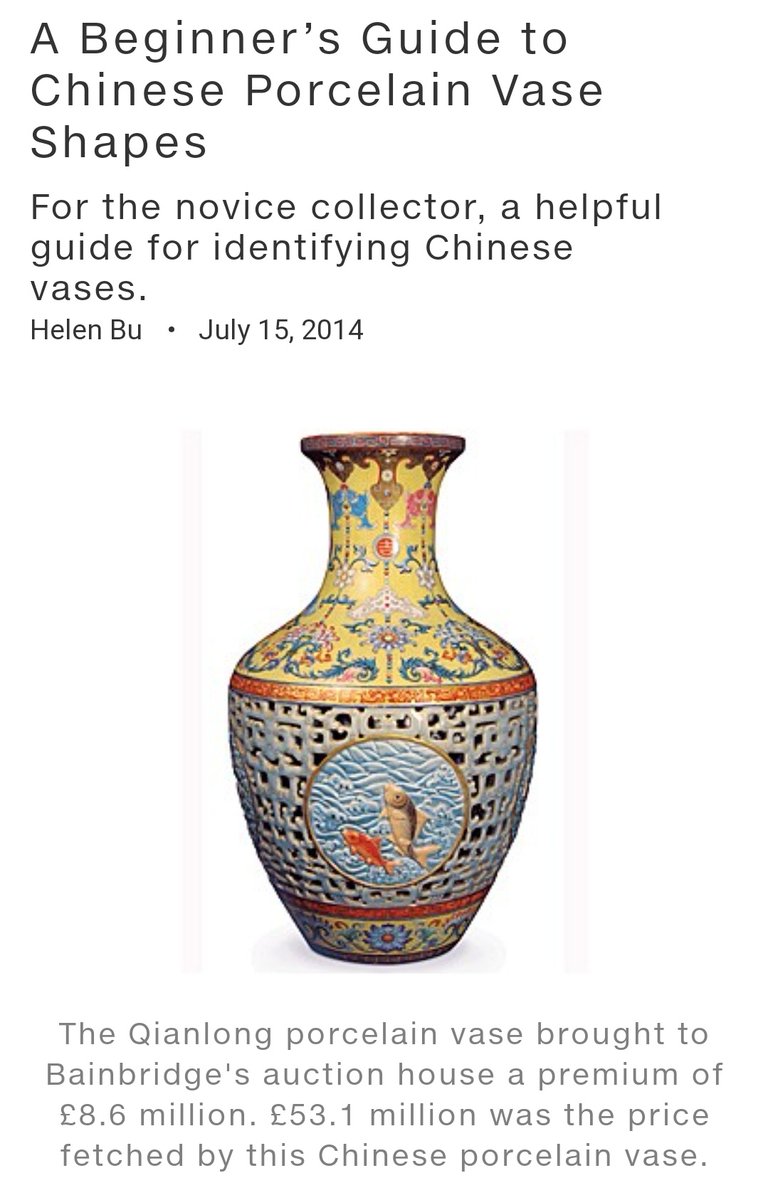 A Beginner’s Guide to
Chinese Porcelain Vase
Shapes
For the novice collector, a helpful
guide for identifying Chinese
vases.
Helen Bu • July 15, 2014
The Qianlong porcelain vase brought to
Bainbridge's auction house a premium of
£8.6 million. £53.1 million was the price
fetched by this Chinese porcelain vase.